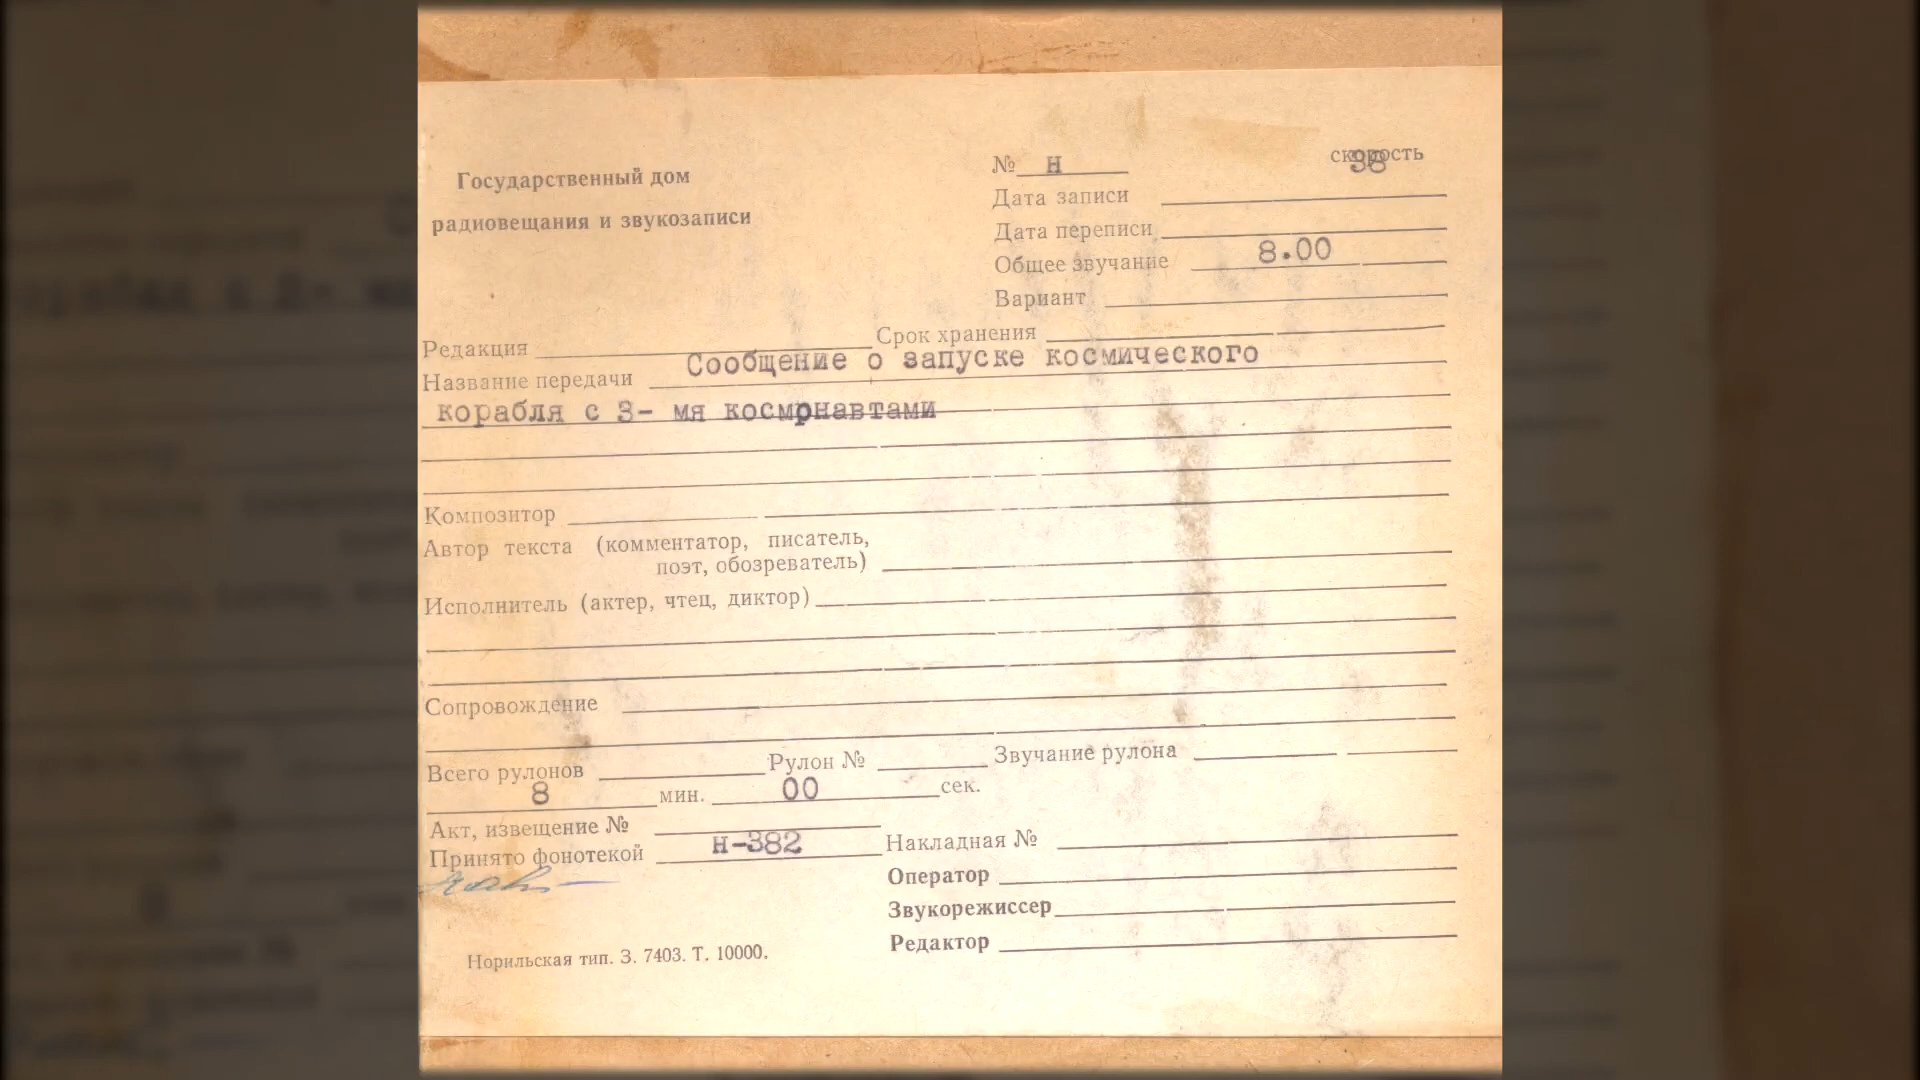 Государственный дом
радиовещания и звукозаписи
№ Н скорость 38
Дата записи
Дата переписи
Общее звучание 8.00
Вариант
Редакция Срок хранения
Название передачи Сообщение о запуске космического
корабля с 3- мя космонавтами
Композитор
Автор текста (комментатор, писатель,
поэт, обозреватель)
Исполнитель (актер, чтец, диктор)
Сопровождение
Всего рулонов Рулон № Звучание рулона
8 мин. 00 сек.
Акт, извещение №
Принято фонотекой н-382 Накладная №
Оператор
Звукорежиссер
Редактор
Норильская тип. З. 7403. Т. 10000.